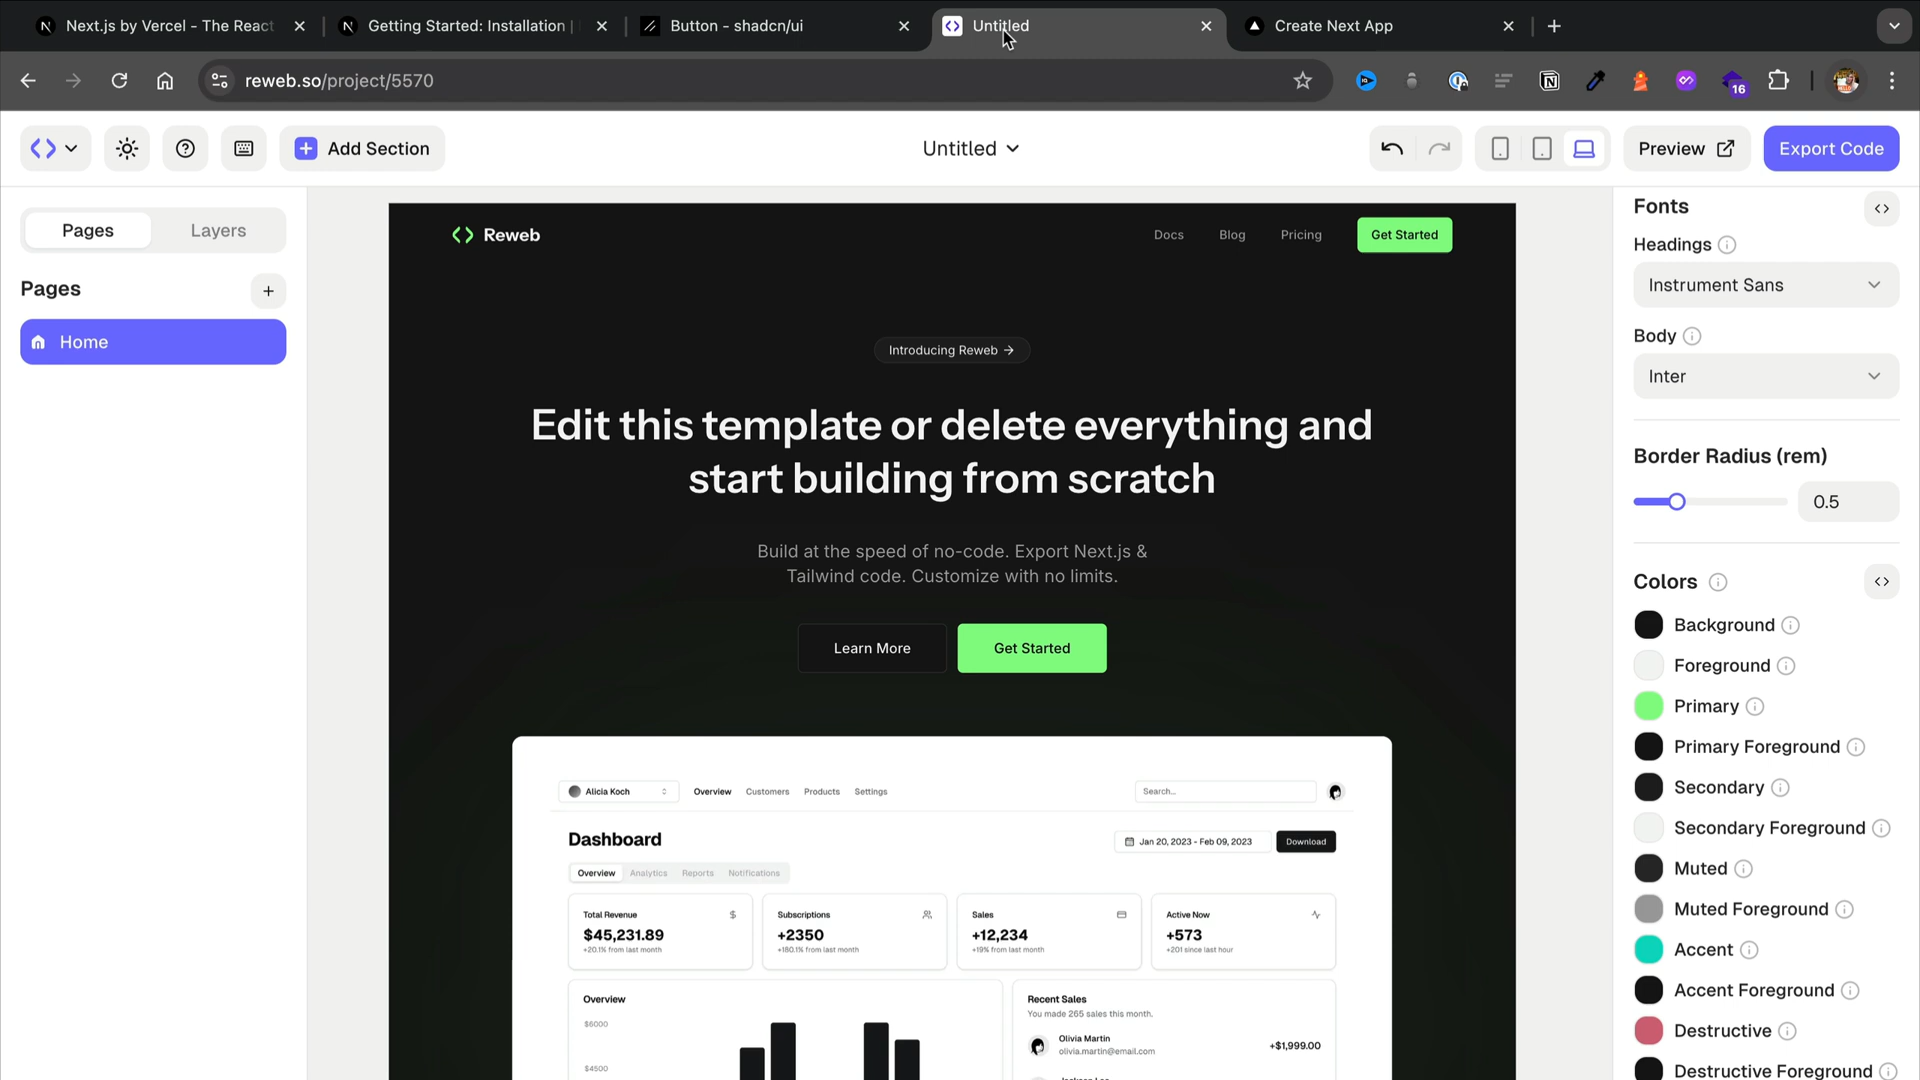 Next.js by Vercel - The React
Getting Started: Installation |
Button - shadcn/ui
Untitled
Create Next App
reweb.so/project/5570
16
Add Section
Untitled
Preview
Export Code
Pages
Layers
Pages
Home
Reweb
Docs
Blog
Pricing
Get Started
Introducing Reweb →
Edit this template or delete everything and
start building from scratch
Build at the speed of no-code. Export Next.js &
Tailwind code. Customize with no limits.
Learn More
Get Started
Alicia Koch
Overview
Customers
Products
Settings
Search...
Dashboard
Jan 20, 2023 - Feb 09, 2023
Download
Overview
Analytics
Reports
Notifications
Total Revenue
$
$45,231.89
+20.1% from last month
Subscriptions
+2350
+180.1% from last month
Sales
+12,234
+19% from last month
Active Now
+573
+201 since last hour
Overview
$6000
$4500
Recent Sales
You made 265 sales this month.
Olivia Martin
olivia.martin@email.com
+$1,999.00
Fonts
Headings
Instrument Sans
Body
Inter
Border Radius (rem)
0.5
Colors
Background
Foreground
Primary
Primary Foreground
Secondary
Secondary Foreground
Muted
Muted Foreground
Accent
Accent Foreground
Destructive
Destructive Foreground